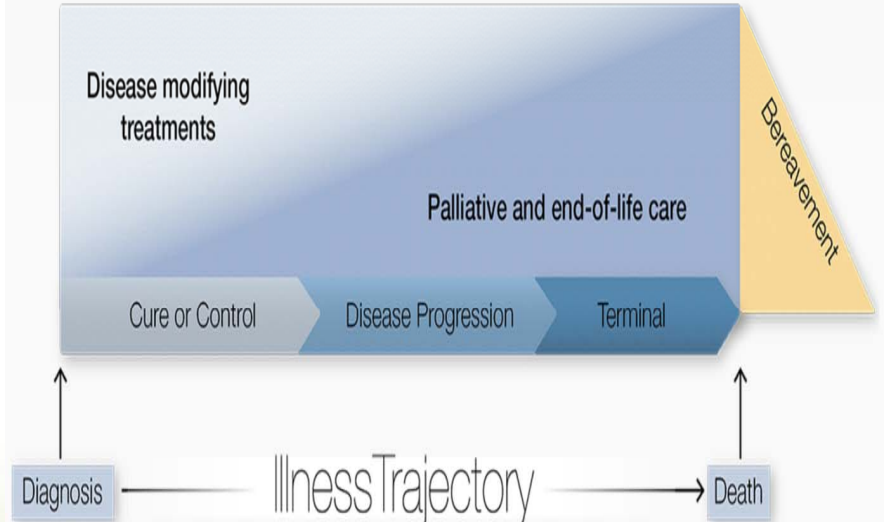 Disease modifying
treatments
Palliative and end-of-life care
Bereavement
Cure or Control
Disease Progression
Terminal
Diagnosis
Illness Trajectory
Death